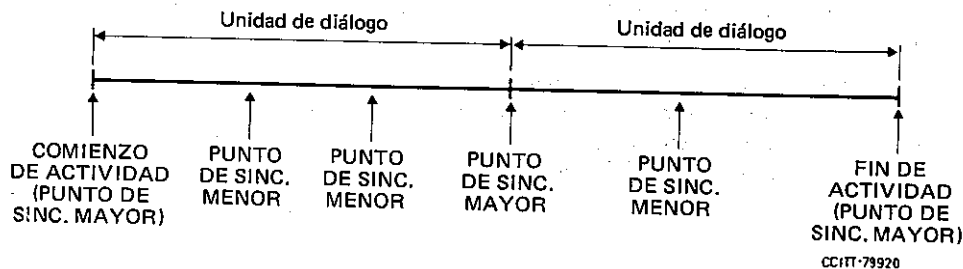 Unidad de diálogo
Unidad de diálogo
COMIENZO
DE ACTIVIDAD
(PUNTO DE
SINC. MAYOR)
PUNTO
DE SINC.
MENOR
PUNTO
DE SINC.
MENOR
PUNTO
DE SINC.
MAYOR
PUNTO
DE SINC.
MENOR
FIN DE
ACTIVIDAD
(PUNTO DE
SINC. MAYOR)
CCITT-79920